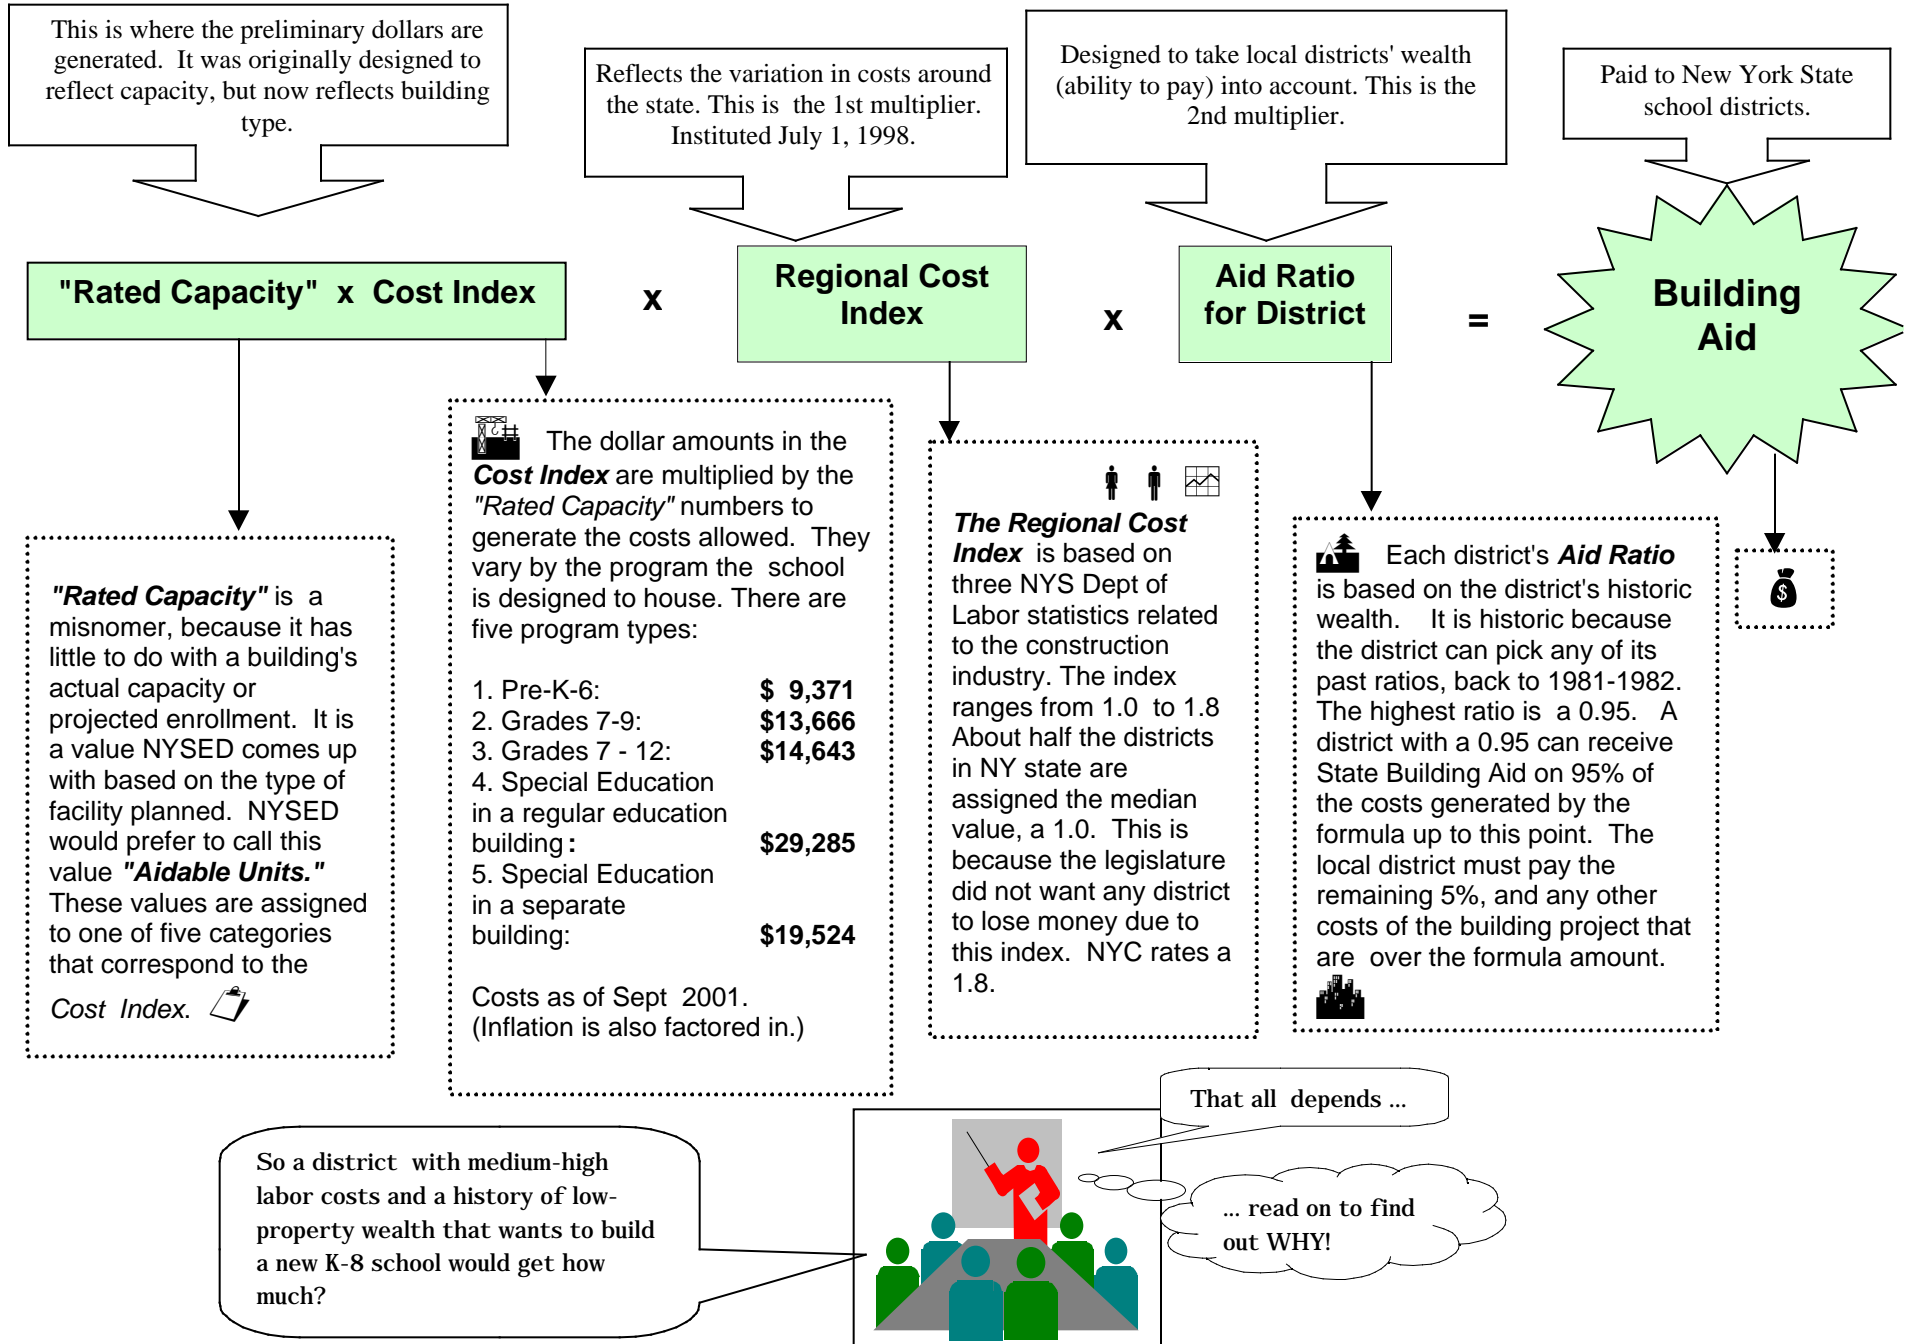 This is where the preliminary dollars are
generated.  It was originally designed to
reflect capacity, but now reflects building
type.
Reflects the variation in costs around
the state. This is  the 1st multiplier.
Instituted July 1, 1998.
Designed to take local districts' wealth
(ability to pay) into account. This is the
2nd multiplier.
Paid to New York State
school districts.
"Rated Capacity"  x  Cost Index
x
Regional Cost
Index
x
Aid Ratio
for District
=
Building
Aid
"Rated Capacity" is  a
misnomer, because it has
little to do with a building's
actual capacity or
projected enrollment.  It is
a value NYSED comes up
with based on the type of
facility planned.  NYSED
would prefer to call this
value "Aidable Units."
These values are assigned
to one of five categories
that correspond to the
Cost  Index.
The dollar amounts in the
Cost Index are multiplied by the
"Rated Capacity" numbers to
generate the costs allowed.  They
vary by the program the  school
is designed to house. There are
five program types:
1. Pre-K-6: $  9,371
2. Grades 7-9: $13,666
3. Grades 7 - 12: $14,643
4. Special Education
in a regular education
building : $29,285
5. Special Education
in a separate
building: $19,524
Costs as of Sept  2001.
(Inflation is also factored in.)
The Regional Cost
Index  is based on
three NYS Dept of
Labor statistics related
to the construction
industry. The index
ranges from 1.0  to 1.8
About half the districts
in NY state are
assigned the median
value, a 1.0.  This is
because the legislature
did not want any district
to lose money due to
this index.  NYC rates a
1.8.
Each district's Aid Ratio
is based on the district's historic
wealth.    It is historic because
the district can pick any of its
past ratios, back to 1981-1982.
The highest ratio is  a 0.95.   A
district with a 0.95 can receive
State Building Aid on 95% of
the costs generated by the
formula up to this point.  The
local district must pay the
remaining 5%, and any other
costs of the building project that
are  over the formula amount.
$
So a district  with medium-high
labor costs and a history of low-
property wealth that wants to build
a new K-8 school would get how
much?
That all  depends ...
... read on to find
out WHY!